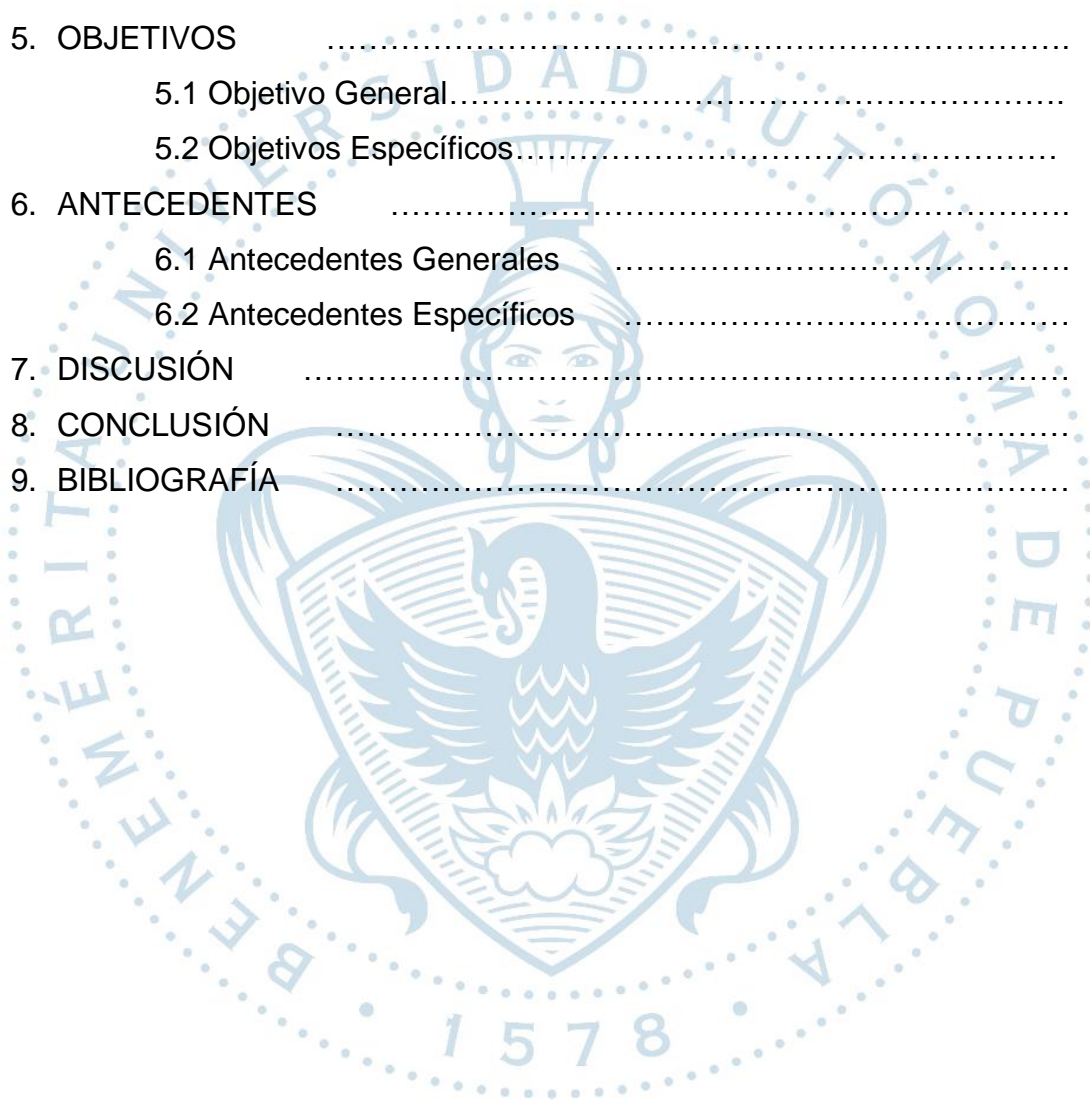 5. OBJETIVOS ……………………………………………………………………….
5.1 Objetivo General…………………………………………………………….
5.2 Objetivos Específicos………………………………………………………
6. ANTECEDENTES ………………………………………………………………….
6.1 Antecedentes Generales …………………………………………….
6.2 Antecedentes Específicos ……………………………………………
7. DISCUSIÓN …………………………………………………………………………….
8. CONCLUSIÓN …………………………………………………………………………
9. BIBLIOGRAFÍA …………………………………………………………………………
BENEMÉRITA UNIVERSIDAD AUTÓNOMA DE PUEBLA
• 1578 •